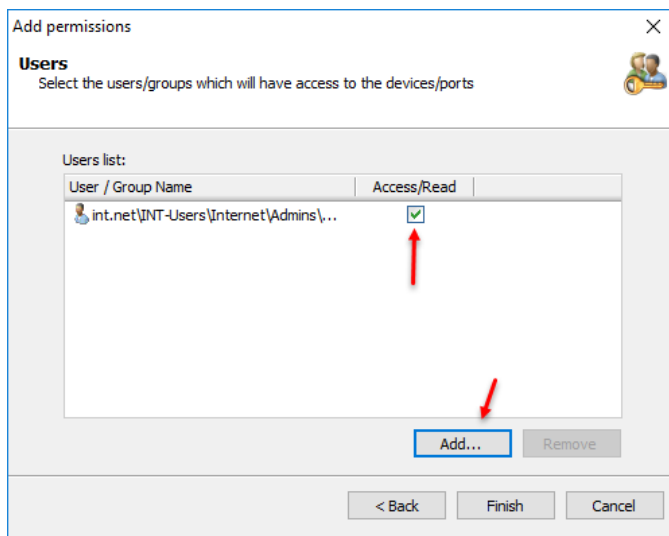 Add permissions
Users
Select the users/groups which will have access to the devices/ports
Users list:
User / Group Name Access/Read
int.net\INT-Users\Internet\Admins\...
Add... Remove
< Back Finish Cancel